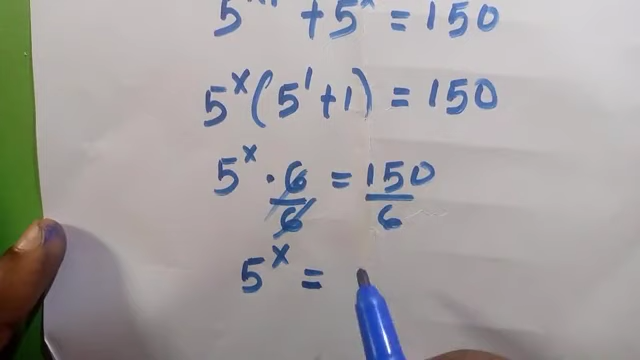 5^x+1 + 5^x = 150
5^x(5^1+1) = 150
5^x · 6/6 = 150/6
5^x =